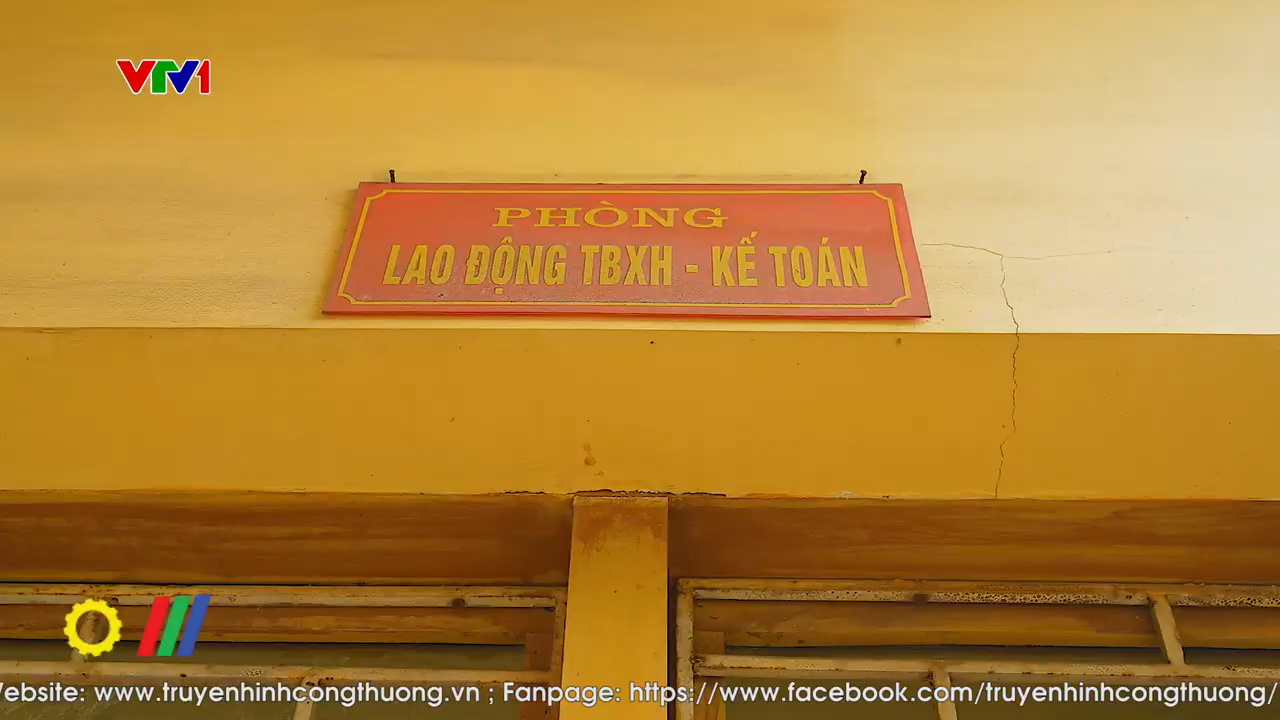 VTV1
PHÒNG
LAO ĐỘNG TBXH - KẾ TOÁN
Website: www.truyenhinhcongthuong.vn ; Fanpage: https://www.facebook.com/truyenhinhcongthuong/